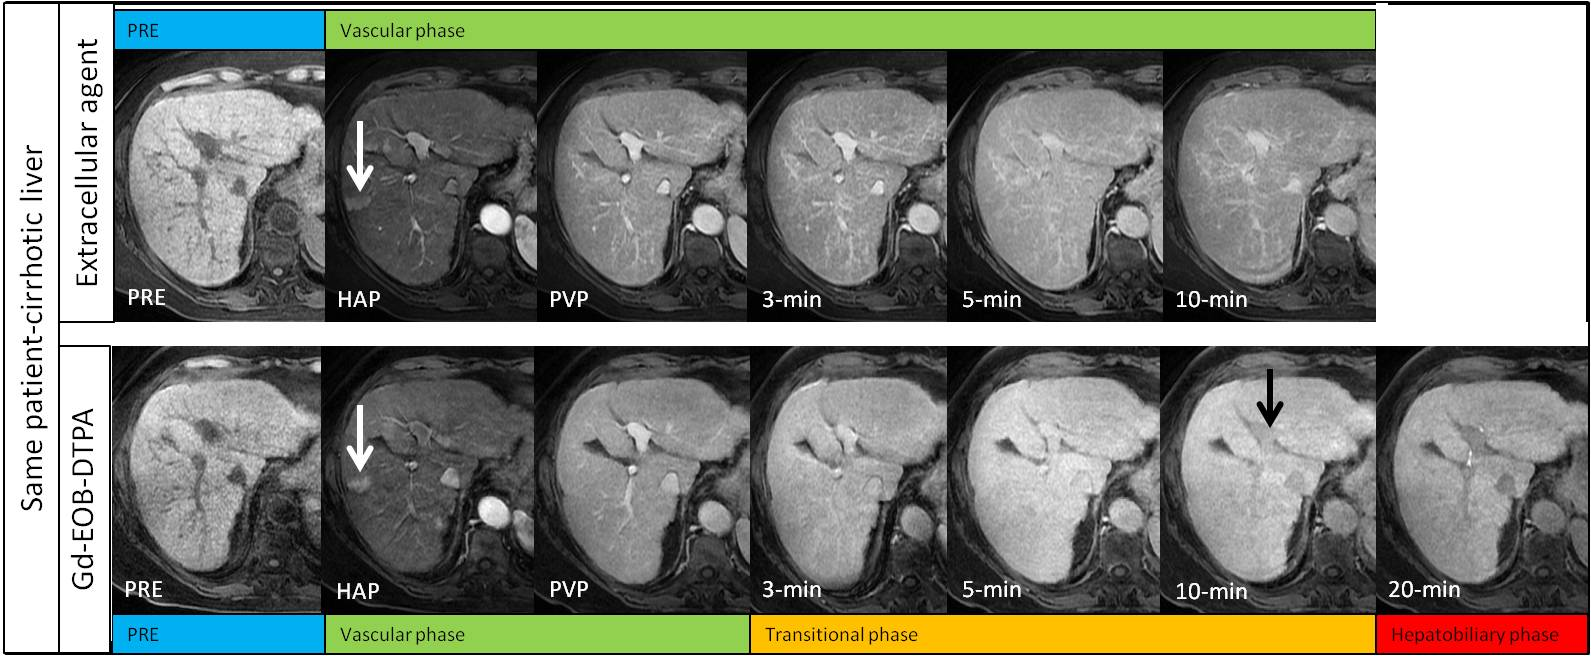 Same patient-cirrhotic liver
Extracellular agent
PRE
Vascular phase
PRE
HAP
PVP
3-min
5-min
10-min
Gd-EOB-DTPA
PRE
HAP
PVP
3-min
5-min
10-min
20-min
PRE
Vascular phase
Transitional phase
Hepatobiliary phase